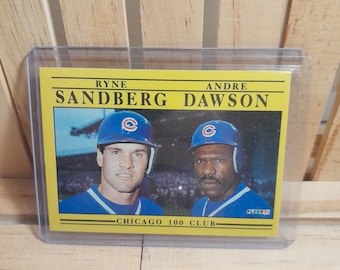 RYNE ANDRE
SANDBERG DAWSON
CHICAGO 100 CLUB
FLEER 91